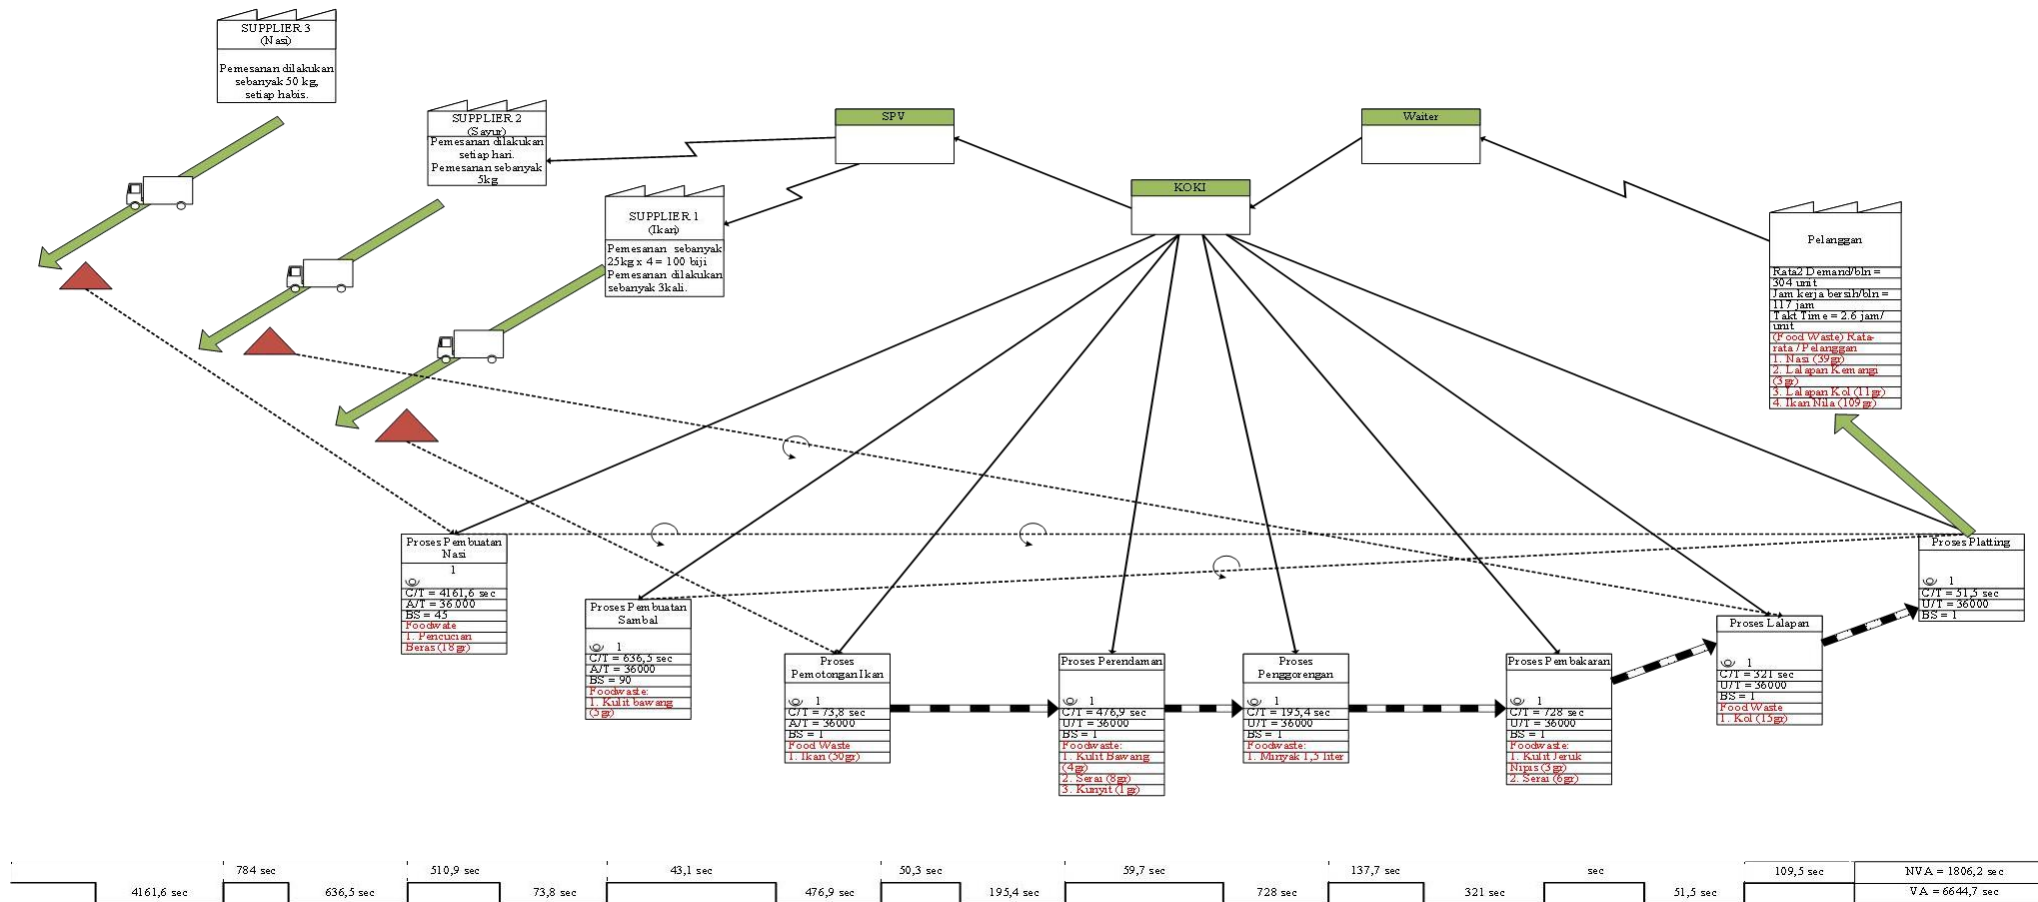 SUPPLIER 3
(Nasi)
Pemesanan dilakukan
sebanyak 50 kg,
setiap habis.
SUPPLIER 2
(Sayur)
Pemesanan dilakukan
setiap hari.
Pemesanan sebanyak
5kg
SUPPLIER 1
(Ikan)
Pemesanan sebanyak
25kg x 4 = 100 biji
Pemesanan dilakukan
sebanyak 3kali.
SPV
KOKI
Waiter
Pelanggan
Rata2 Demand/bln =
304 unit
Jam kerja bersih/bln =
117 jam
Takt Time = 2.6 jam/
unit
(Food Waste) Rata-
rata / Pelanggan
1. Nasi (39gr)
2. Lalapan Kemangi
(3gr)
3. Lalapan Kol (11gr)
4. Ikan Nila (109gr)
Proses Pembuatan
Nasi
1
C/T = 4161,6 sec
A/T = 36.000
BS = 45
Foodwate
1. Pencucian
Beras (18gr)
Proses Pembuatan
Sambal
1
C/T = 636,5 sec
A/T = 36000
BS = 90
Foodwaste:
1. Kulit bawang
(5gr)
Proses
Pemotongan Ikan
1
C/T = 73,8 sec
A/T = 36000
BS = 1
Food Waste
1. Ikan (50gr)
Proses Perendaman
1
C/T = 476,9 sec
U/T = 36000
BS = 1
Foodwaste:
1. Kulit Bawang
(4gr)
2. Serai (8gr)
3. Kunyit (1gr)
Proses
Penggorengan
1
C/T = 195,4 sec
U/T = 36000
BS = 1
Foodwaste:
1. Minyak 1,5 liter
Proses Pembakaran
1
C/T = 728 sec
U/T = 36000
BS = 1
Foodwaste:
1. Kulit Jeruk
Nipis (3gr)
2. Serai (6gr)
Proses Lalapan
1
C/T = 321 sec
U/T = 36000
BS = 1
Food Waste
1. Kol (15gr)
Proses Platting
1
C/T = 51,5 sec
U/T = 36000
BS = 1
784 sec
510,9 sec
43,1 sec
50,3 sec
59,7 sec
137,7 sec
sec
109,5 sec
NVA = 1806,2 sec
4161,6 sec
636,5 sec
73,8 sec
476,9 sec
195,4 sec
728 sec
321 sec
51,5 sec
VA = 6644,7 sec